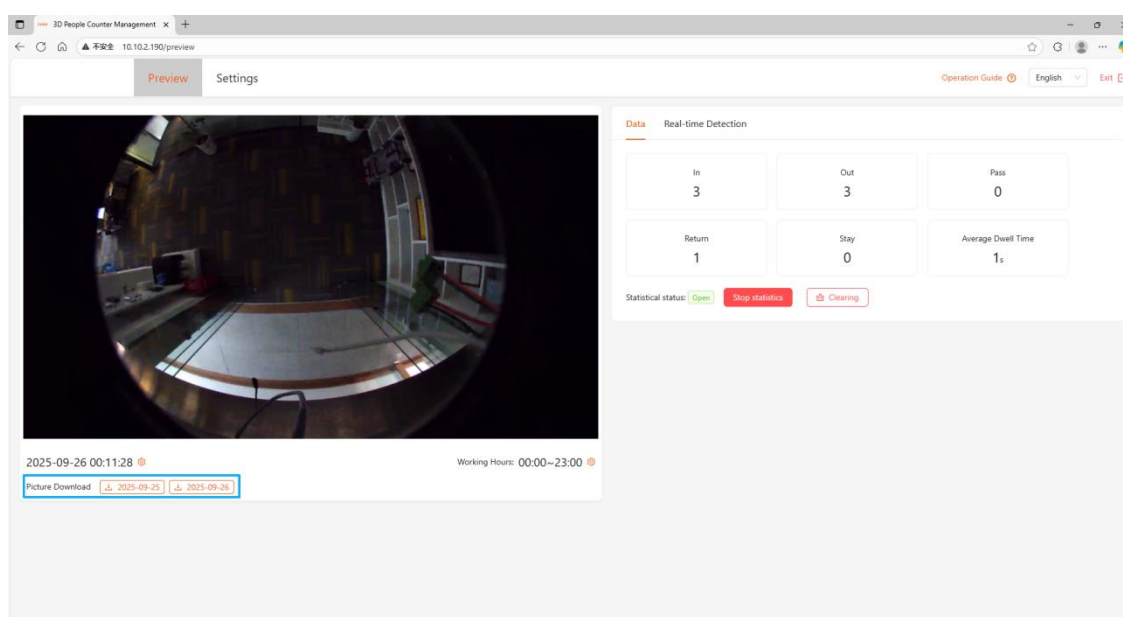 3D People Counter Management
不安全 10.10.2.190/preview
Preview Settings
Operation Guide English Exit
Data Real-time Detection
In Out Pass
3 3 0
Return Stay Average Dwell Time
1 0 1s
Statistical status: Open Stop statistics Clearing
2025-09-26 00:11:28 Working Hours: 00:00~23:00
Picture Download 2025-09-25 2025-09-26